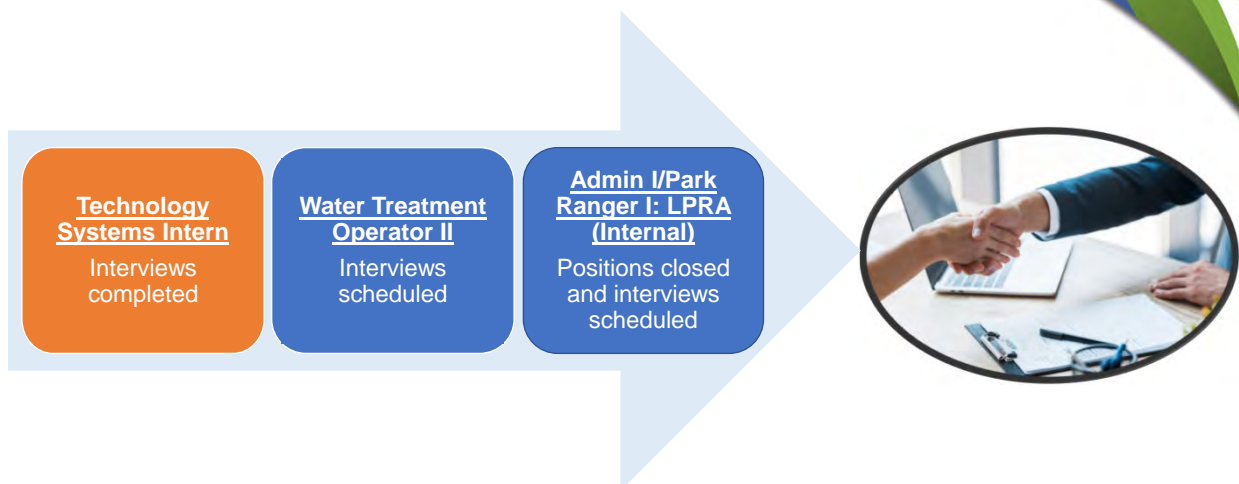 Technology
Systems Intern
Interviews
completed
Water Treatment
Operator II
Interviews
scheduled
Admin I/Park
Ranger I: LPRA
(Internal)
Positions closed
and interviews
scheduled